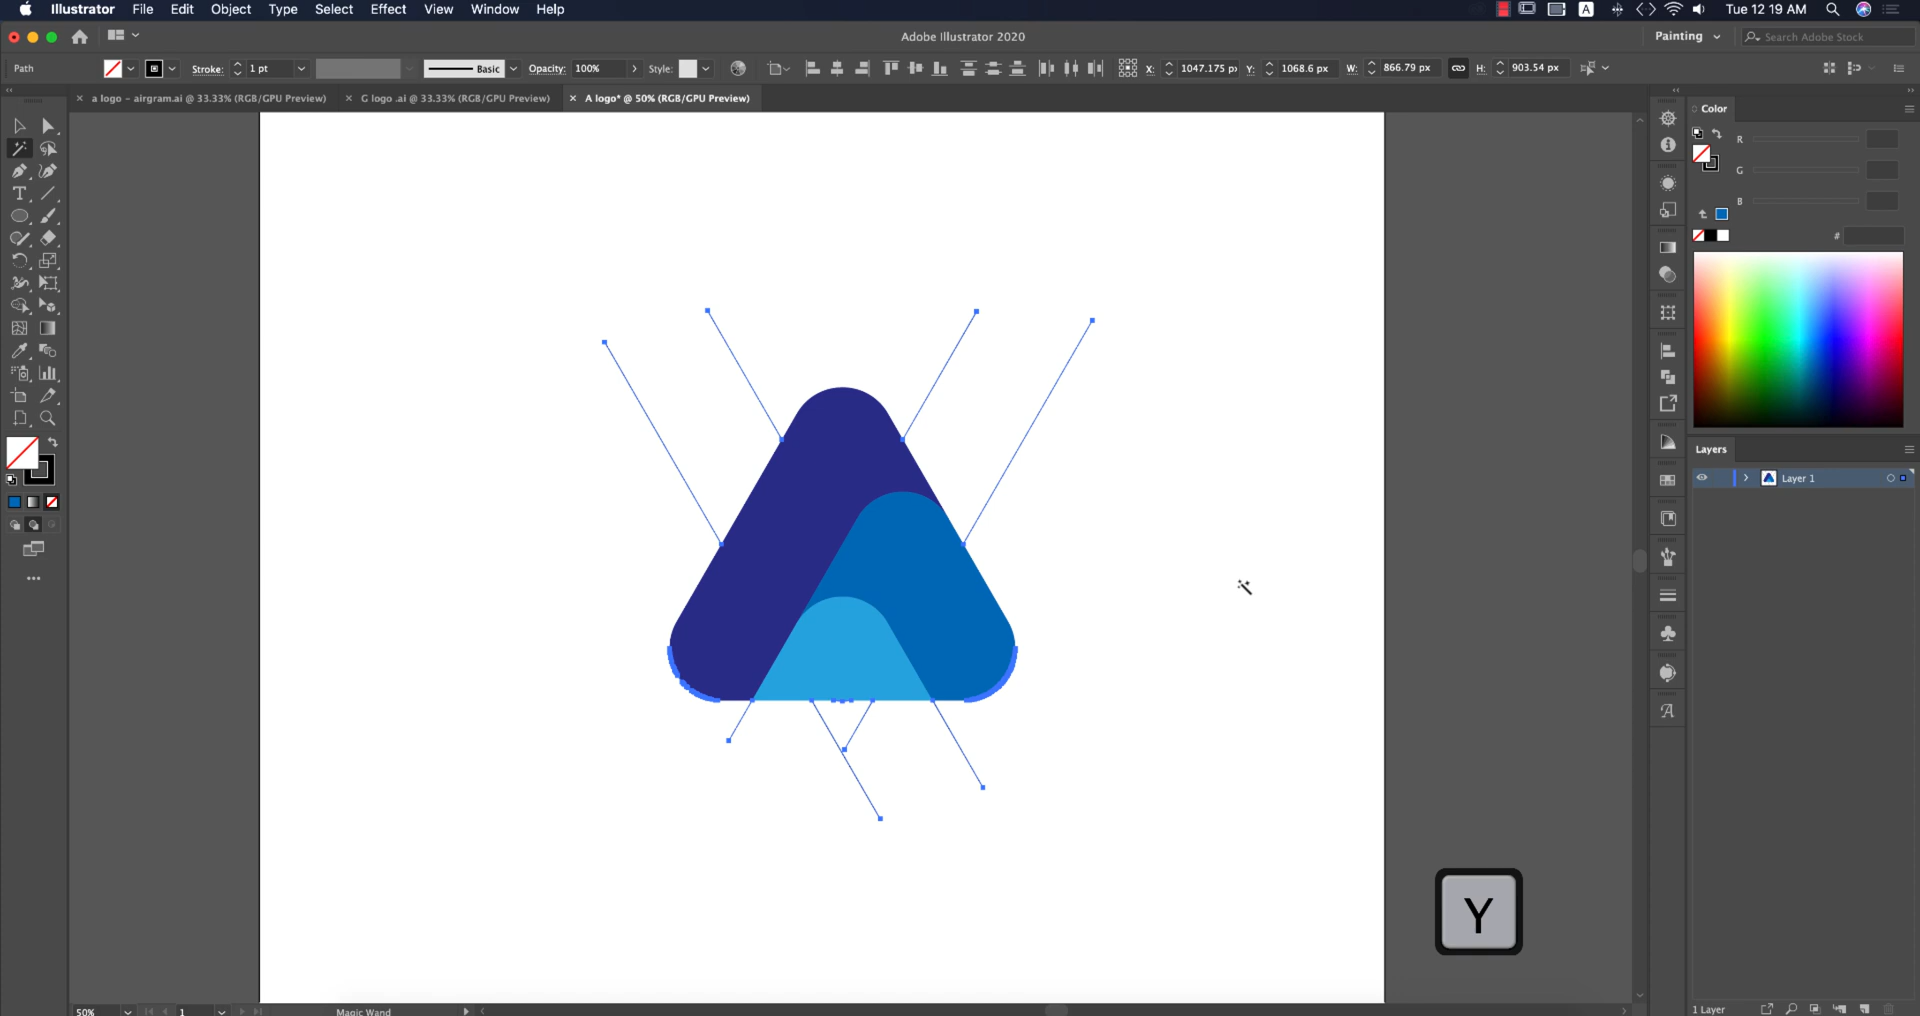 Illustrator File Edit Object Type Select Effect View Window Help A Tue 12 19 AM
Adobe Illustrator 2020 Painting Search Adobe Stock
Path Stroke: 1 pt Basic Opacity: 100% Style: X: 1047.175 p Y: 1068.6 px W: 866.79 px H: 903.54 px
× a logo - airgram.ai @ 33.33% (RGB/GPU Preview) × G logo .ai @ 33.33% (RGB/GPU Preview) × A logo* @ 50% (RGB/GPU Preview)
Color
R
G
B
#
Layers
Layer 1
Y
50% 1 Magic Wand 1 Layer